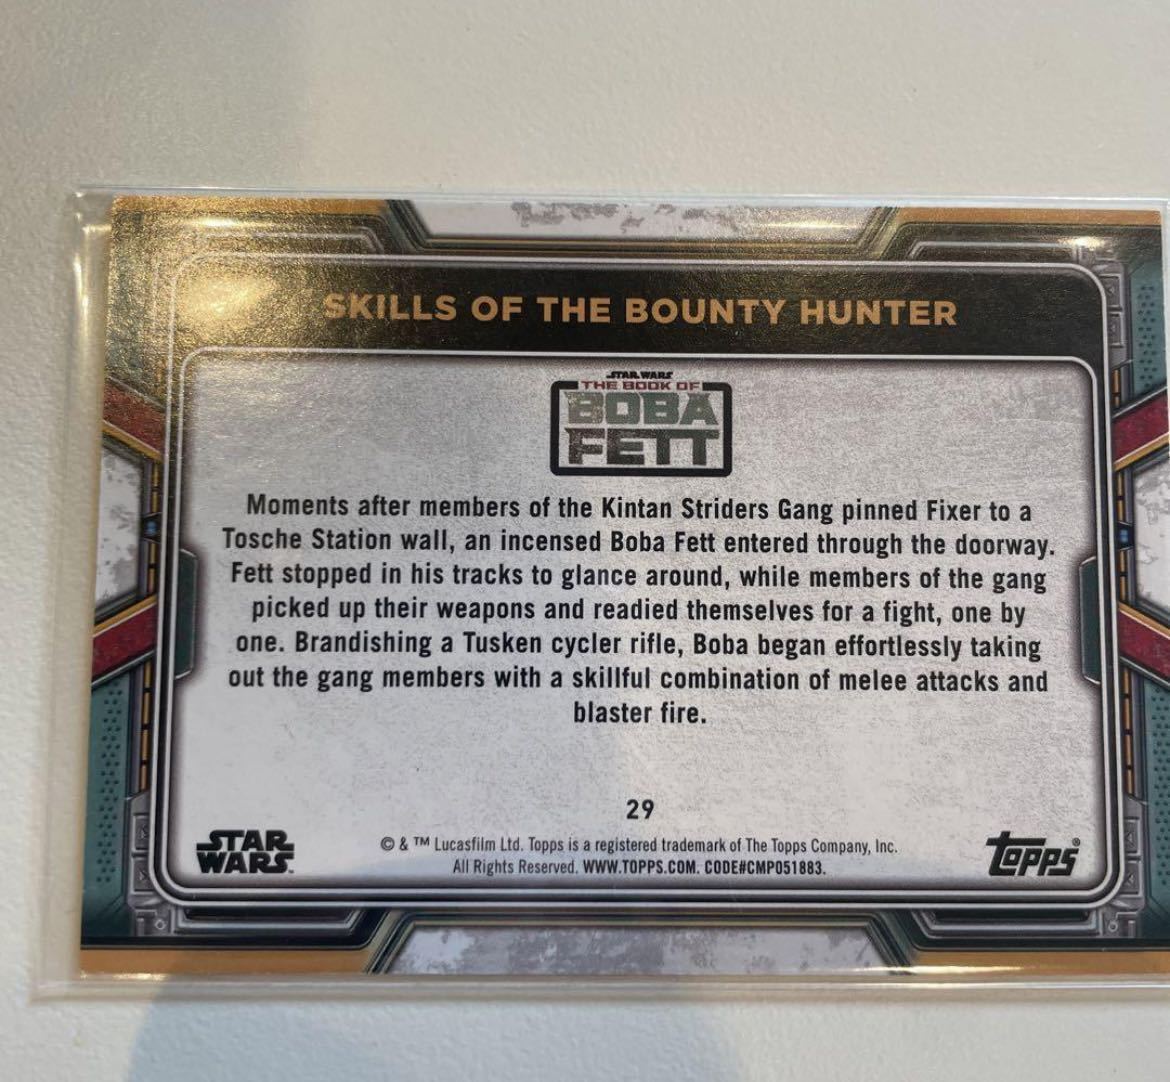 SKILLS OF THE BOUNTY HUNTER
STAR WARS
THE BOOK OF
BOBA
FETT
Moments after members of the Kintan Striders Gang pinned Fixer to a
Tosche Station wall, an incensed Boba Fett entered through the doorway.
Fett stopped in his tracks to glance around, while members of the gang
picked up their weapons and readied themselves for a fight, one by
one. Brandishing a Tusken cycler rifle, Boba began effortlessly taking
out the gang members with a skillful combination of melee attacks and
blaster fire.
29
STAR
WARS
© & ™ Lucasfilm Ltd. Topps is a registered trademark of The Topps Company, Inc.
All Rights Reserved. WWW.TOPPS.COM. CODE#CMP051883.
topps®